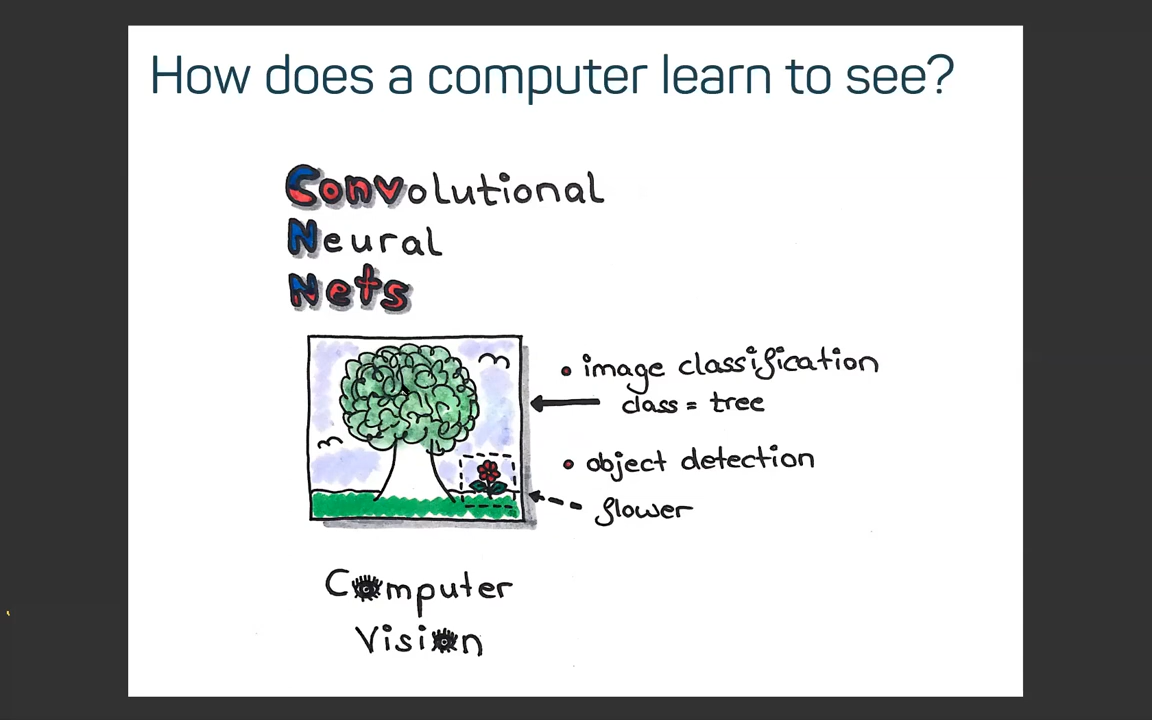 How does a computer learn to see?
Convolutional
Neural
Nets
• image classification
class = tree
• object detection
flower
Computer
Vision